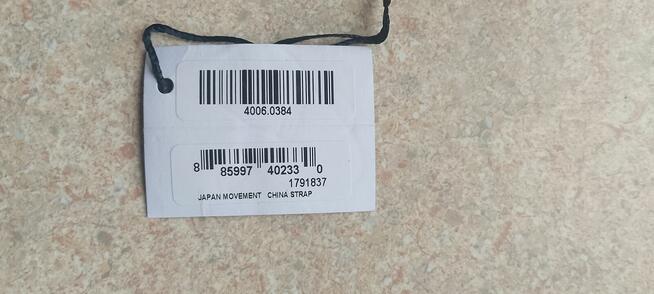 4006.0384
8 85997 40233 0
1791837
JAPAN MOVEMENT CHINA STRAP